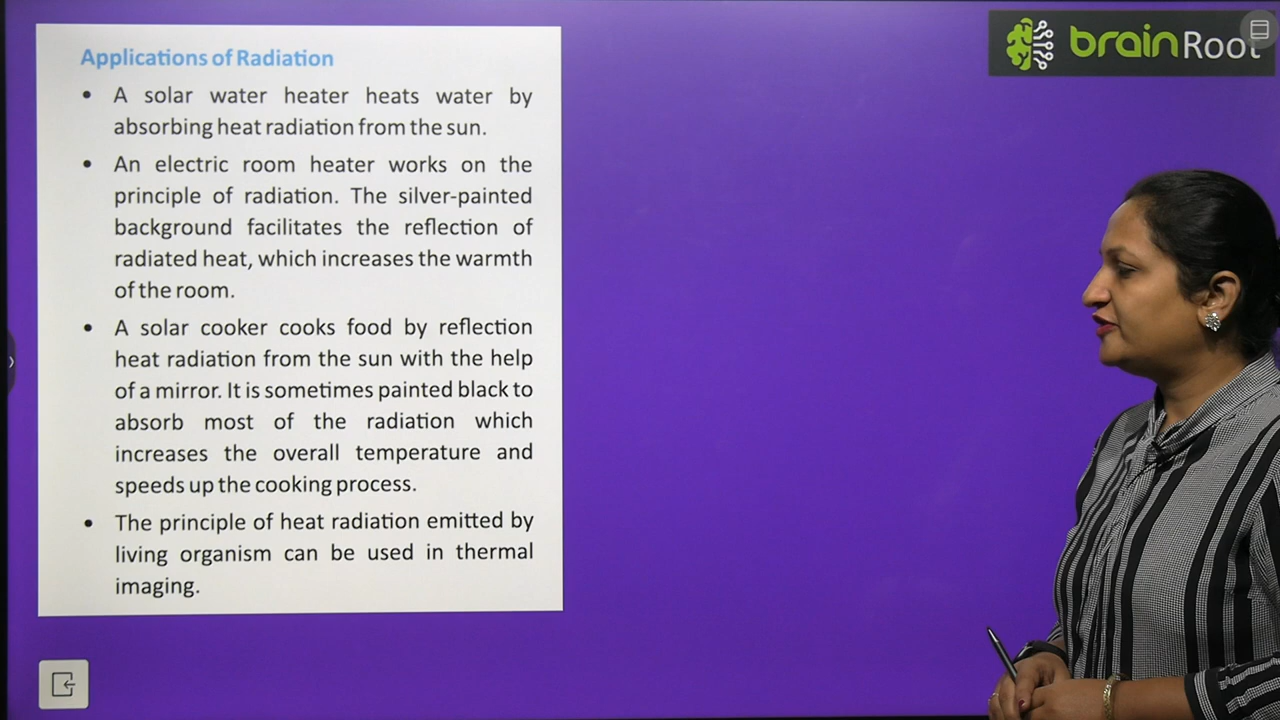 Applications of Radiation
• A solar water heater heats water by
absorbing heat radiation from the sun.
• An electric room heater works on the
principle of radiation. The silver-painted
background facilitates the reflection of
radiated heat, which increases the warmth
of the room.
• A solar cooker cooks food by reflection
heat radiation from the sun with the help
of a mirror. It is sometimes painted black to
absorb most of the radiation which
increases the overall temperature and
speeds up the cooking process.
• The principle of heat radiation emitted by
living organism can be used in thermal
imaging.
brainRoot